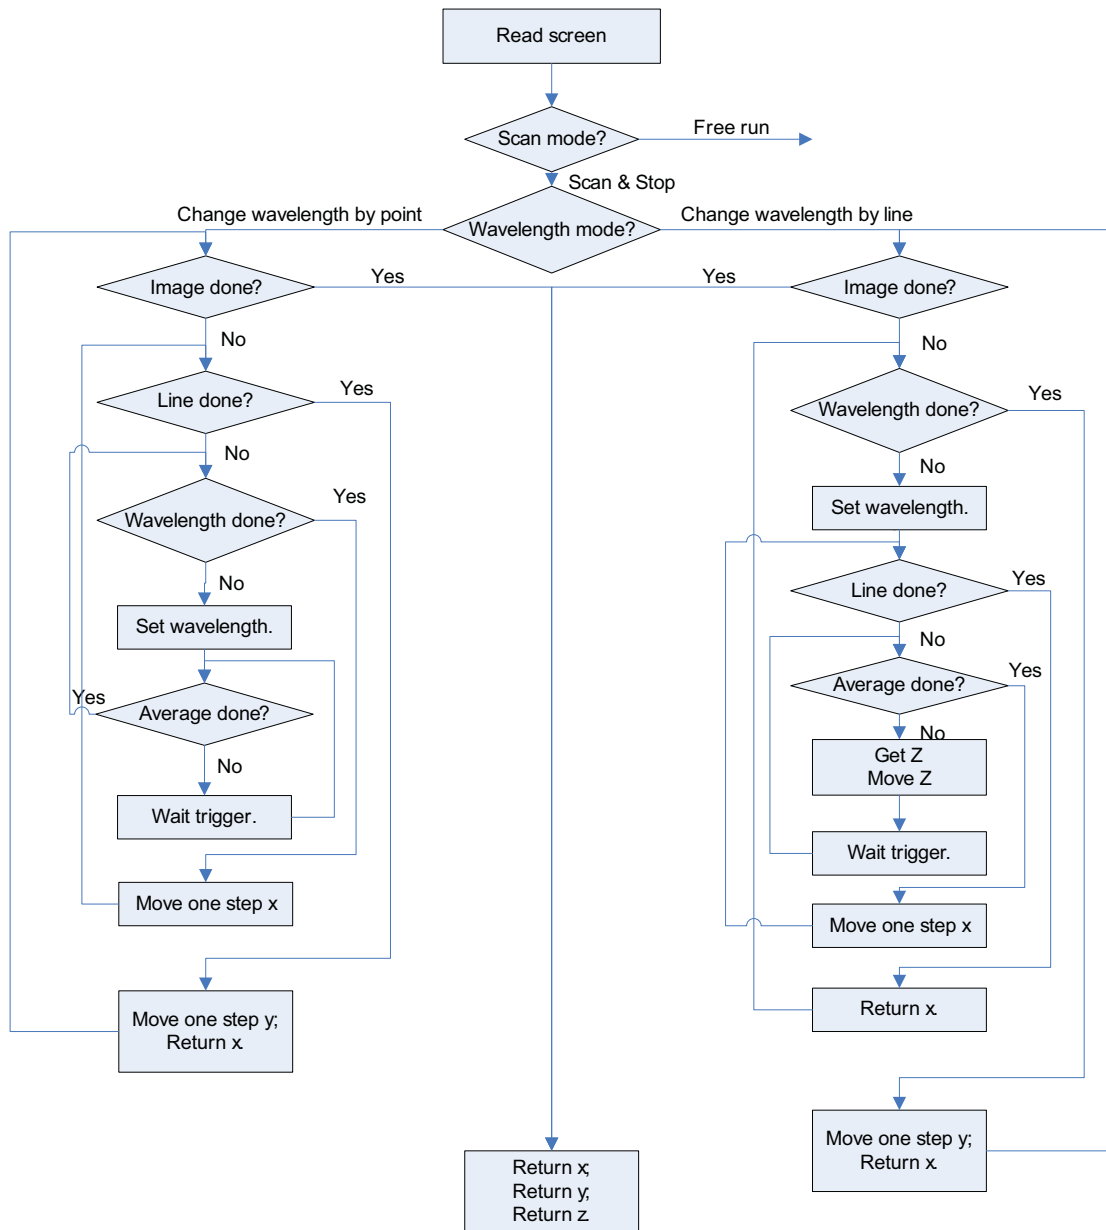 Read screen
Scan mode?
Free run
Scan & Stop
Change wavelength by point
Wavelength mode?
Change wavelength by line
Image done?
Yes
Yes
Image done?
No
No
Line done?
Yes
Wavelength done?
Yes
No
No
Wavelength done?
Yes
Set wavelength.
No
Line done?
Yes
Set wavelength.
No
Yes
Average done?
Average done?
Yes
No
No
Get Z
Move Z
Wait trigger.
Wait trigger.
Move one step x
Move one step x
Move one step y;
Return x.
Return x.
Move one step y;
Return x.
Return x;
Return y;
Return z.